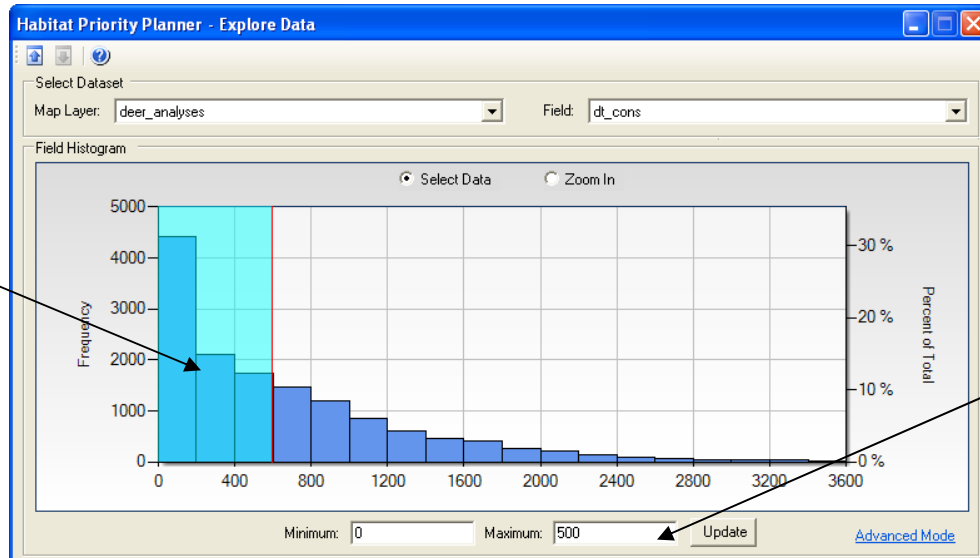 Habitat Priority Planner - Explore Data
Select Dataset
Map Layer: deer_analyses Field: dt_cons
Field Histogram
Select Data Zoom In
5000
4000
3000
2000
1000
0
Frequency
30 %
20 %
10 %
0 %
Percent of Total
0 400 800 1200 1600 2000 2400 2800 3200 3600
Minimum: 0 Maximum: 500 Update Advanced Mode